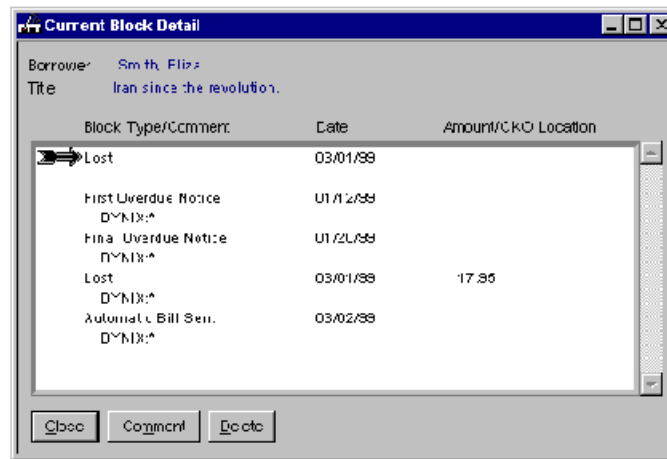 Current Block Detail
Borrower Smith, Eliza
Title Iran since the revolution.
Block Type/Comment Date Amount/CKO Location
Lost 03/01/99
First Overdue Notice 01/12/99
DYNIX:*
Final Overdue Notice 01/20/99
DYNIX:*
Lost 03/01/99 17.95
DYNIX:*
Automatic Bill Sent 03/02/99
DYNIX:*
Close Comment Delete